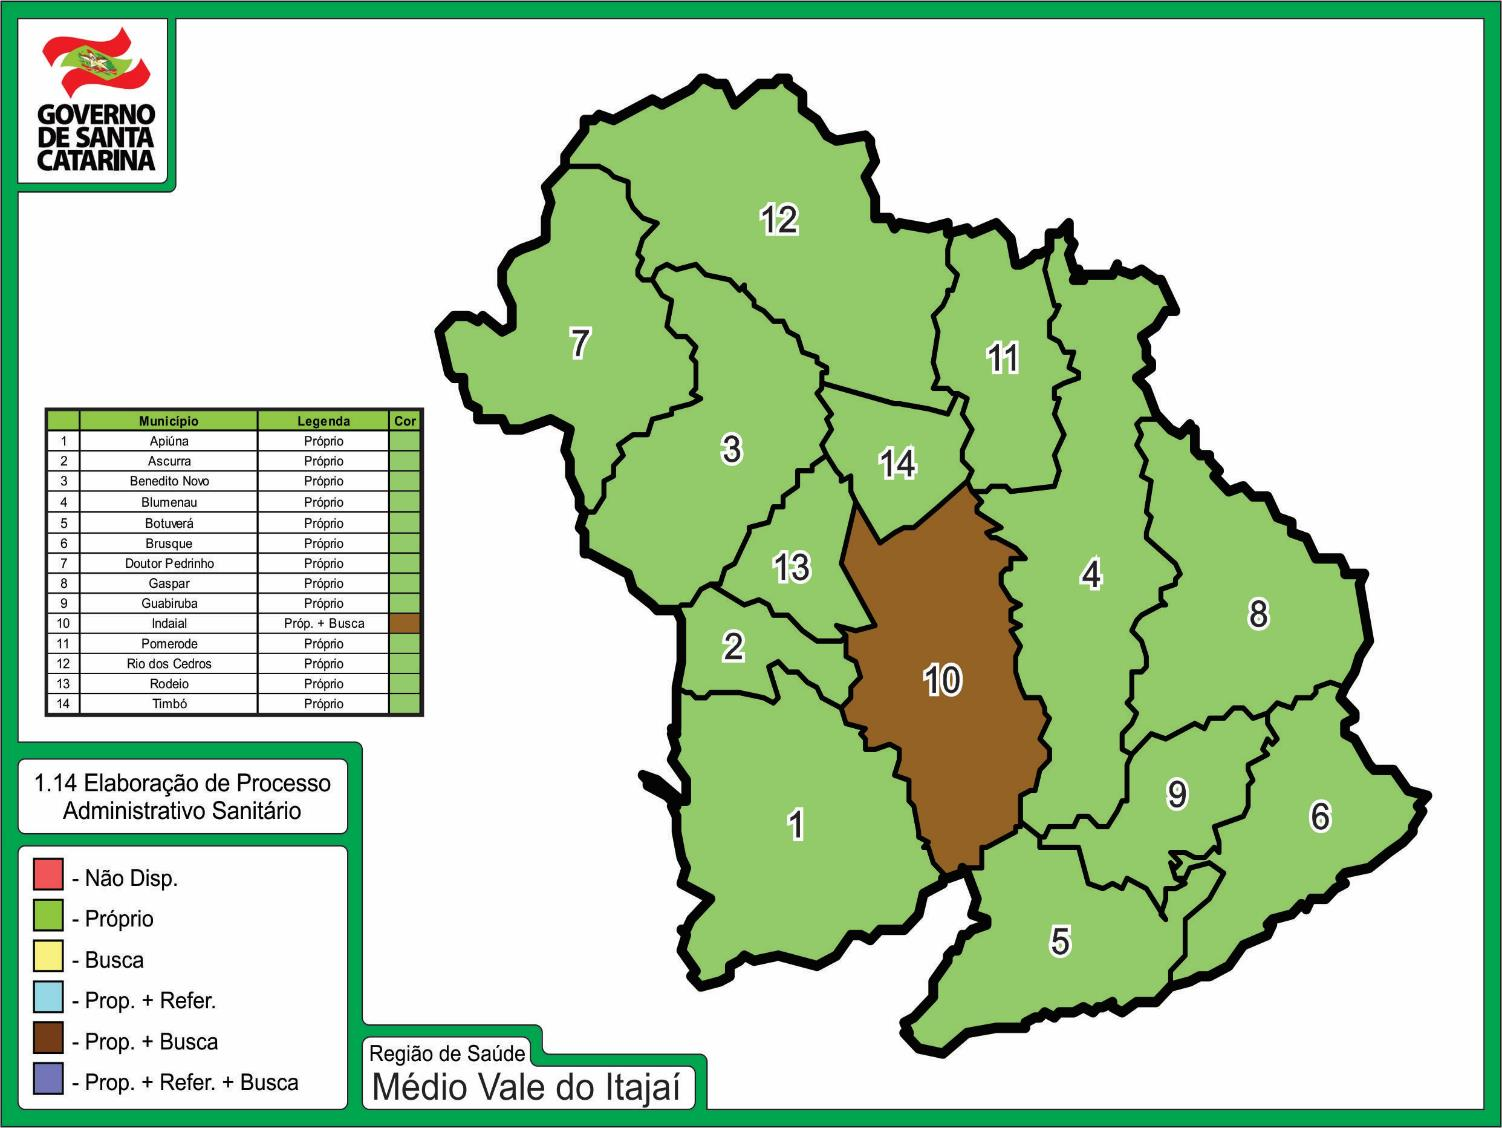 GOVERNO
DE SANTA
CATARINA
12
7
11
3
14
13
4
8
2
10
9
1
6
5
Município Legenda Cor
1 Apiúna Próprio
2 Ascurra Próprio
3 Benedito Novo Próprio
4 Blumenau Próprio
5 Botuverá Próprio
6 Brusque Próprio
7 Doutor Pedrinho Próprio
8 Gaspar Próprio
9 Guabiruba Próprio
10 Indaial Próp. + Busca
11 Pomerode Próprio
12 Rio dos Cedros Próprio
13 Rodeio Próprio
14 Timbó Próprio
1.14 Elaboração de Processo
Administrativo Sanitário
- Não Disp.
- Próprio
- Busca
- Prop. + Refer.
- Prop. + Busca
- Prop. + Refer. + Busca
Região de Saúde
Médio Vale do Itajaí